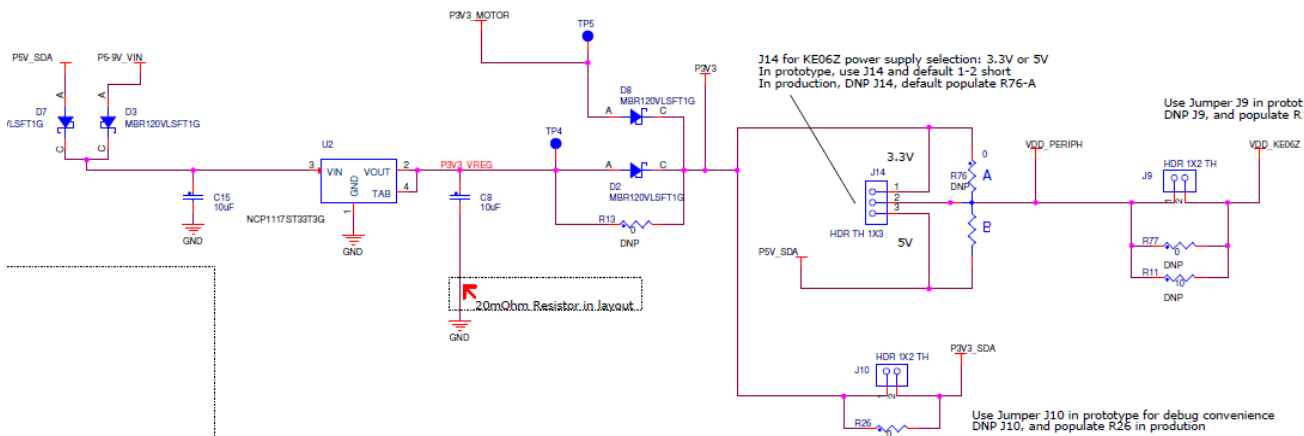 P3V3_MOTOR
TP5
P5V_SDA
P5-9V_VIN
P3V3
J14 for KE06Z power supply selection: 3.3V or 5V
In prototype, use J14 and default 1-2 short
In production, DNP J14, default populate R76-A
D8
MBR120VLSFT1G
A
A
D7
D3
VLSFT1G
MBR120VLSFT1G
C
C
A
C
Use Jumper J9 in protot
DNP J9, and populate R
TP4
U2
3
VIN
VOUT
2
TAB
4
GND
1
NCP1117ST33T3G
P3V3_VREG
A
C
D2
MBR120VLSFT1G
C15
10uF
GND
GND
C8
10uF
R13
0
DNP
3.3V
J14
1
2
3
HDR TH 1X3
5V
0
R76
DNP
A
B
VDD_PERIPH
VDD_KE06Z
HDR 1X2 TH
J9
1
2
P5V_SDA
R77
0
DNP
R11
10
DNP
20mOhm Resistor in layout
GND
HDR 1X2 TH
P3V3_SDA
J10
1
2
R26
0
Use Jumper J10 in prototype for debug convenience
DNP J10, and populate R26 in prodution